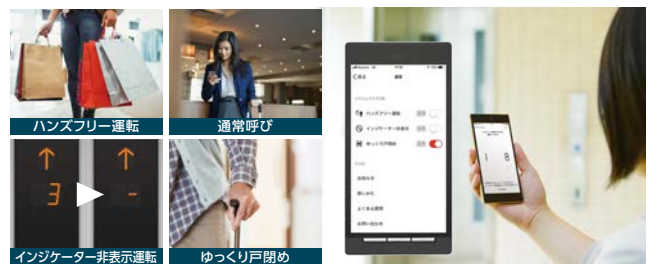 ハンズフリー運転
通常呼び
3
-
インジケーター非表示運転
ゆっくり戸閉め
戻る
設定
ハンズフリー運転
インジケーター非表示
ゆっくり戸閉め
お知らせ
使いかた
よくある質問
お問い合わせ
1 8